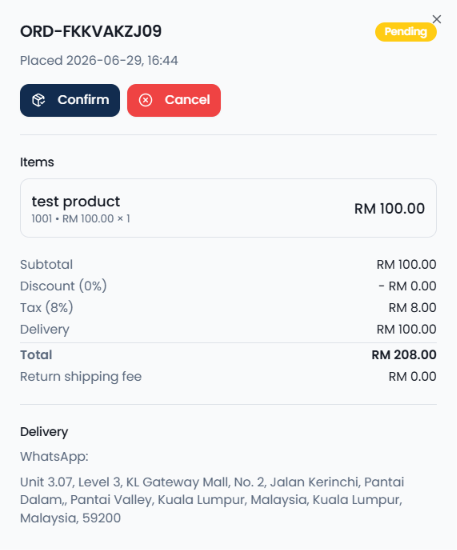 ORD-FKKVAKZJ09
Pending
Placed 2026-06-29, 16:44
Confirm
Cancel
Items
test product
RM 100.00
1001 • RM 100.00 × 1
Subtotal RM 100.00
Discount (0%) - RM 0.00
Tax (8%) RM 8.00
Delivery RM 100.00
Total RM 208.00
Return shipping fee RM 0.00
Delivery
WhatsApp:
Unit 3.07, Level 3, KL Gateway Mall, No. 2, Jalan Kerinchi, Pantai
Dalam,, Pantai Valley, Kuala Lumpur, Malaysia, Kuala Lumpur,
Malaysia, 59200